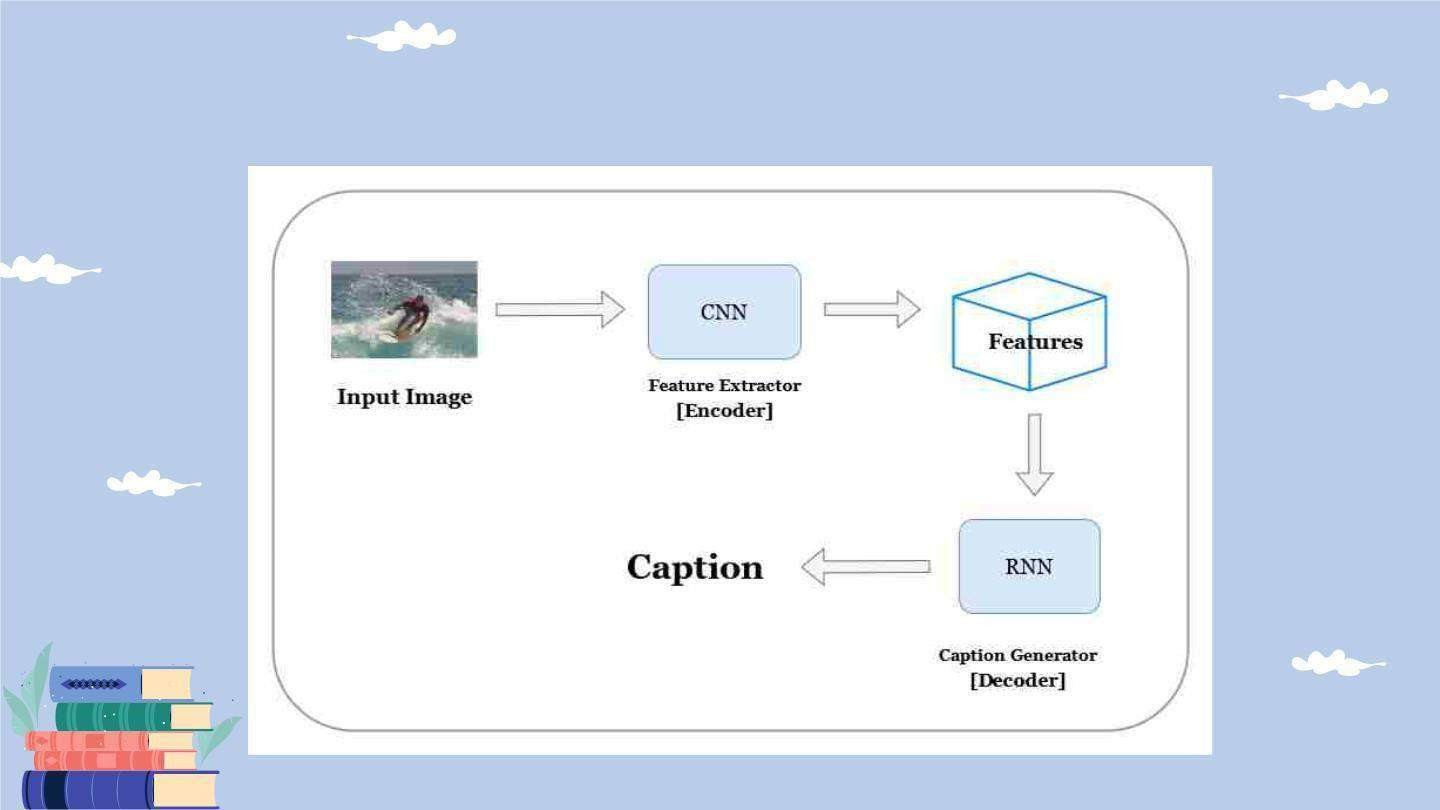 CNN
Features
Input Image
Feature Extractor
[Encoder]
Caption
RNN
Caption Generator
[Decoder]